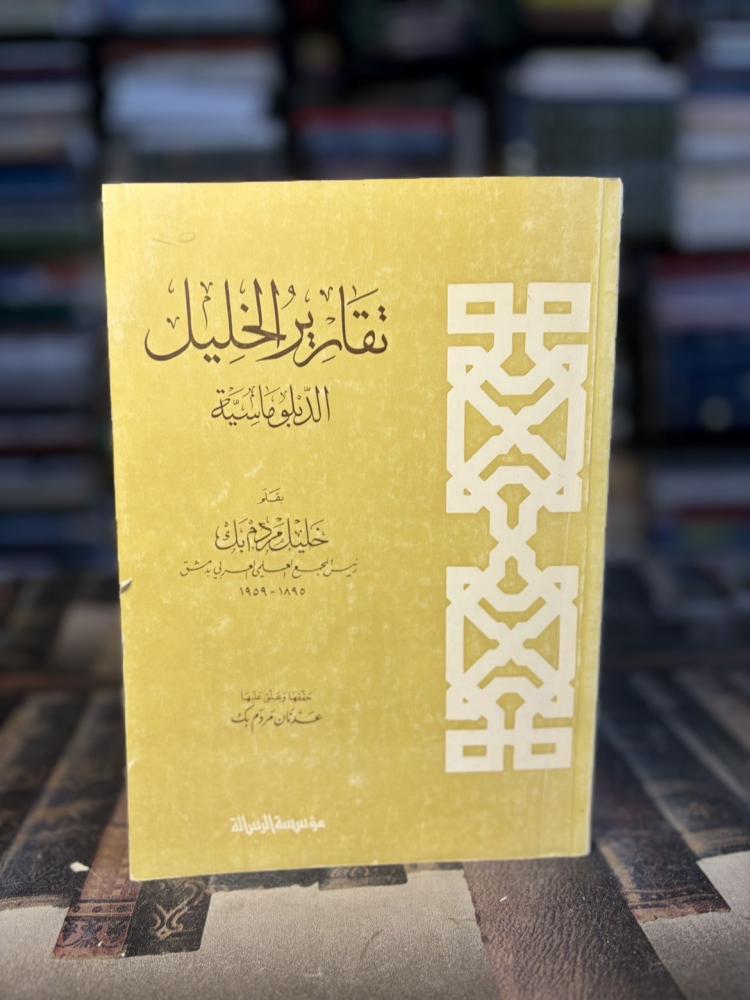 تقارير الخليل
الدبلوماسية
بقلم
خليل مردم بك
رئيس المجمع العلمي العربي بدمشق
١٨٩٥ - ١٩٥٩
حققها وعلق عليها
عدنان مردم بك
مؤسسة الرسالة